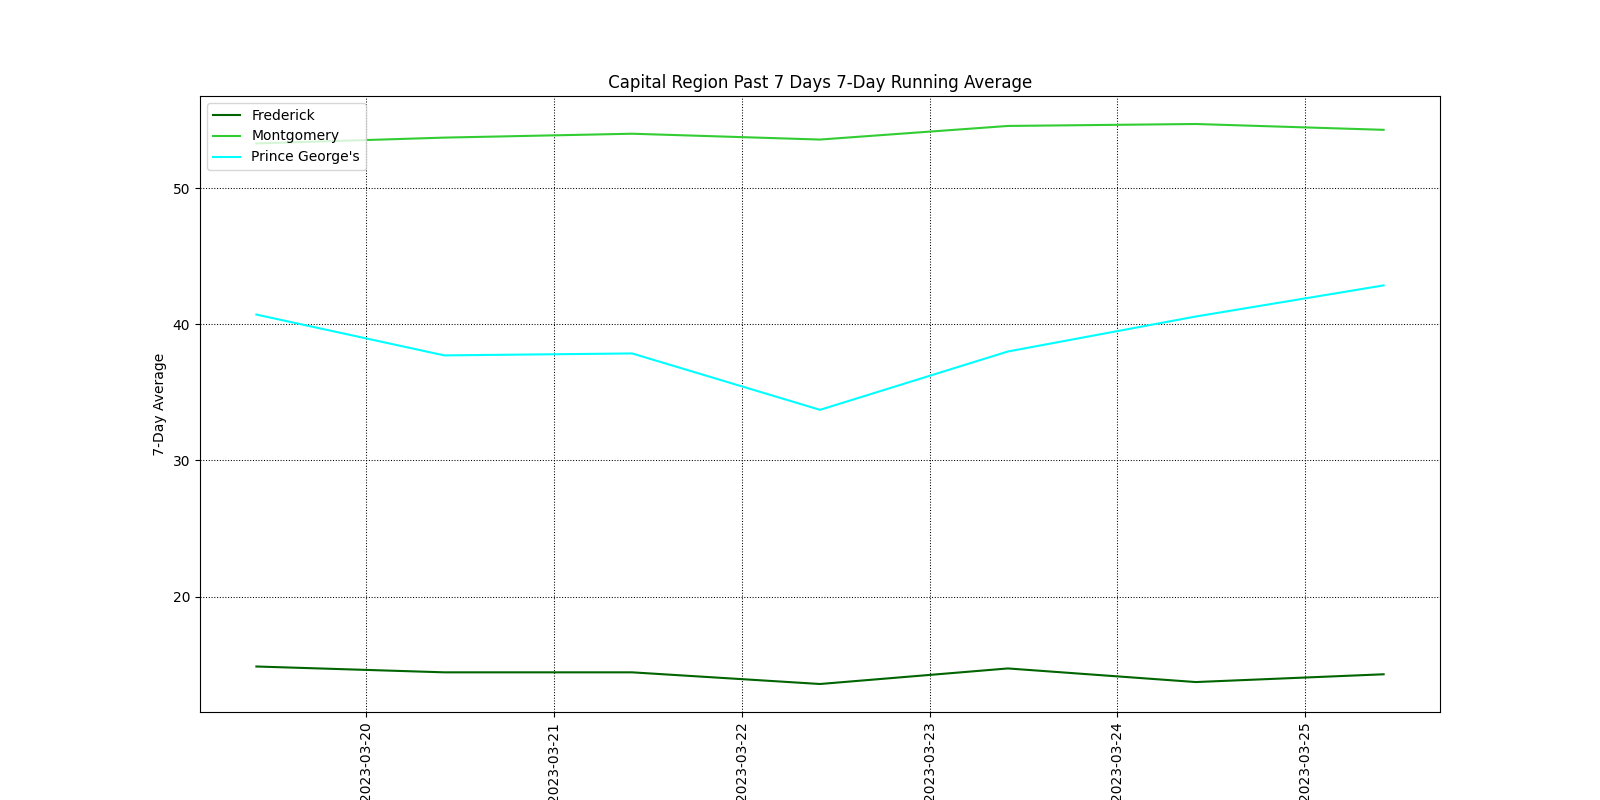 Capital Region Past 7 Days 7-Day Running Average
Frederick
Montgomery
Prince George's
7-Day Average
50
40
30
20
2023-03-20
2023-03-21
2023-03-22
2023-03-23
2023-03-24
2023-03-25